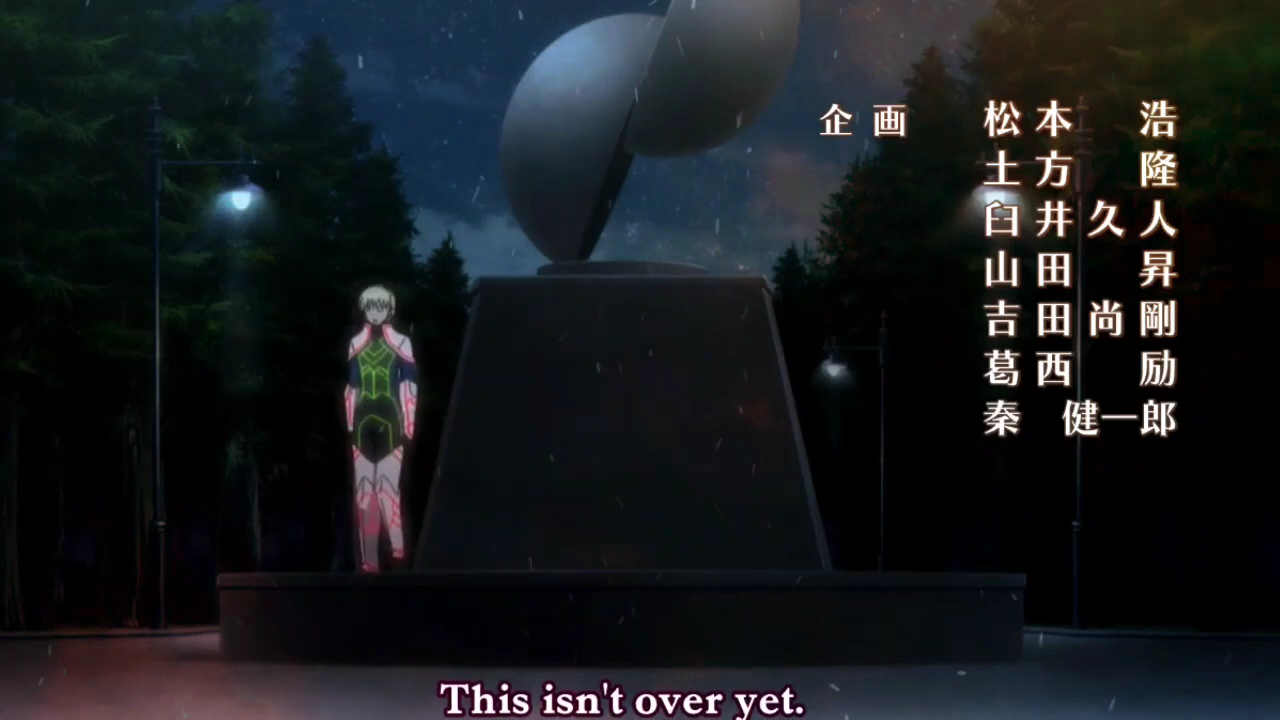 企画
松本 浩
土方 隆
臼井久人
山田 昇
吉田尚剛
葛西 励
秦 健一郎
This isn't over yet.